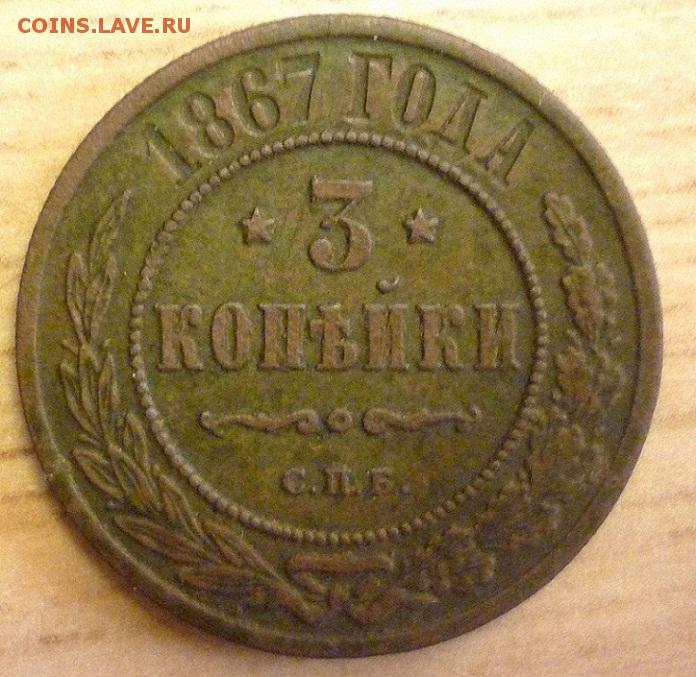 COINS.LAVE.RU
1867 ГОДА
3
КОПѢЙКИ
С.П.Б.